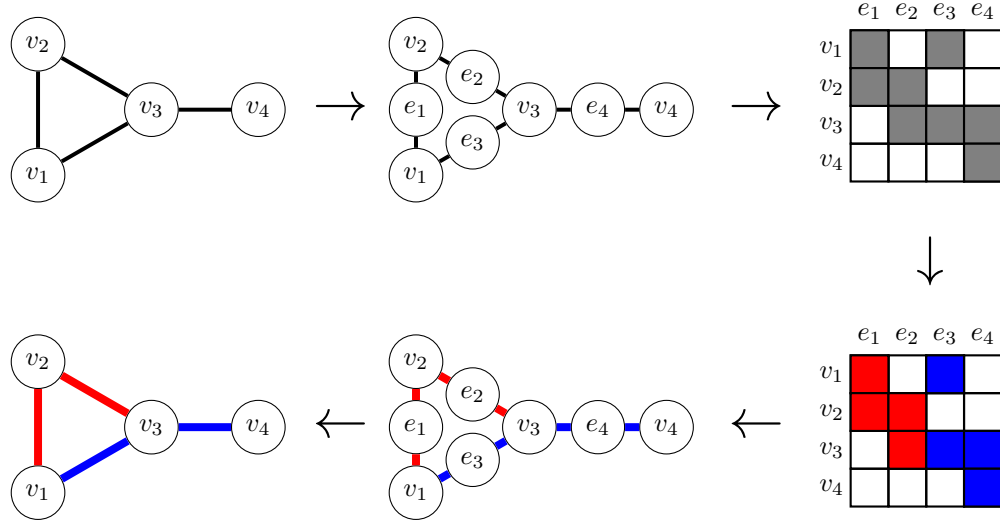 v₂
v₁
v₃
v₄
v₂
e₂
e₁
e₃
v₁
v₃
e₄
v₄
e₁ e₂ e₃ e₄
v₁
v₂
v₃
v₄
v₂
v₁
v₃
v₄
v₂
e₂
e₁
e₃
v₁
v₃
e₄
v₄
e₁ e₂ e₃ e₄
v₁
v₂
v₃
v₄